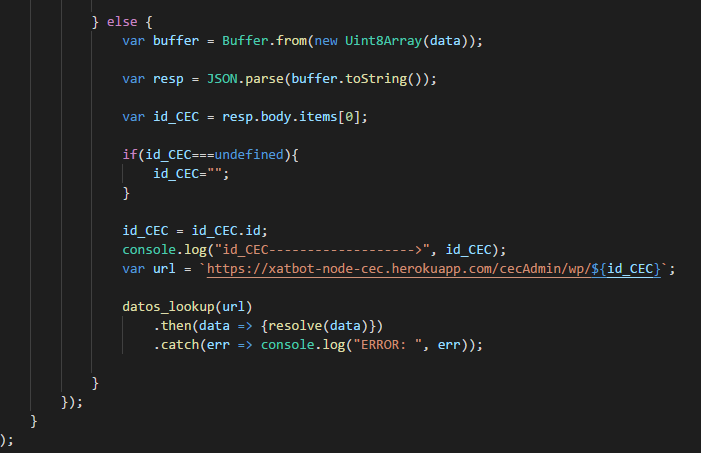 } else {
var buffer = Buffer.from(new Uint8Array(data));
var resp = JSON.parse(buffer.toString());
var id_CEC = resp.body.items[0];
if(id_CEC===undefined){
id_CEC="";
}
id_CEC = id_CEC.id;
console.log("id_CEC------------------->", id_CEC);
var url = `https://xatbot-node-cec.herokuapp.com/cecAdmin/wp/${id_CEC}`;
datos_lookup(url)
.then(data => {resolve(data)})
.catch(err => console.log("ERROR: ", err));
}
});
}
);